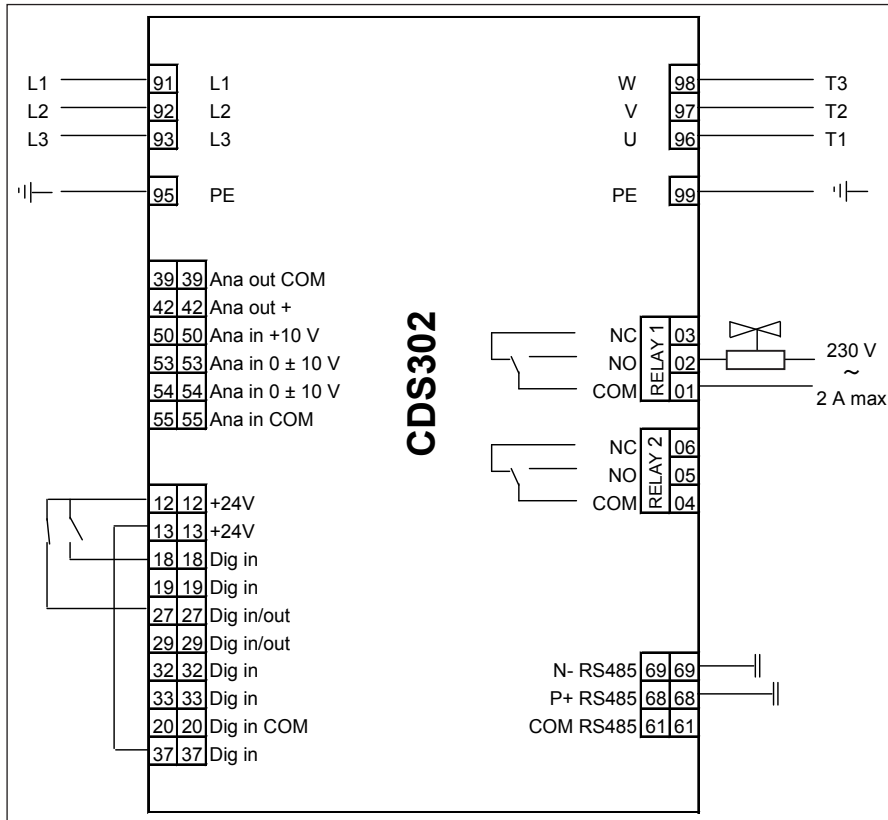 L1 91 L1
L2 92 L2
L3 93 L3
95 PE
W 98 T3
V 97 T2
U 96 T1
PE 99
39 39 Ana out COM
42 42 Ana out +
50 50 Ana in +10 V
53 53 Ana in 0 ± 10 V
54 54 Ana in 0 ± 10 V
55 55 Ana in COM
CDS302
NC 03
NO 02
COM 01
RELAY 1
230 V
~
2 A max
NC 06
NO 05
COM 04
RELAY 2
12 12 +24V
13 13 +24V
18 18 Dig in
19 19 Dig in
27 27 Dig in/out
29 29 Dig in/out
32 32 Dig in
33 33 Dig in
20 20 Dig in COM
37 37 Dig in
N- RS485 69 69
P+ RS485 68 68
COM RS485 61 61